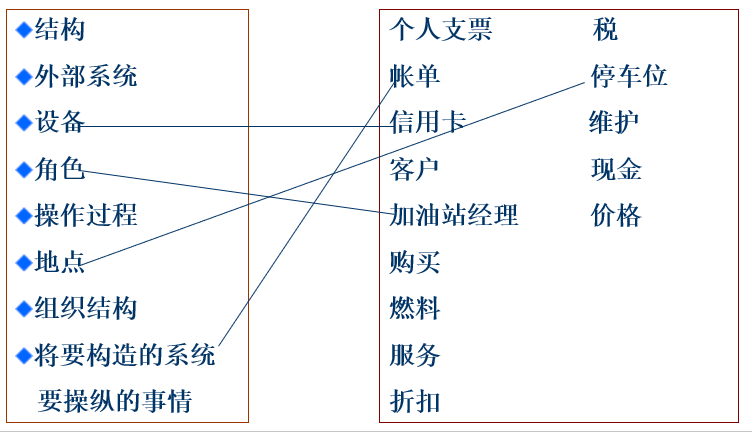 ◆结构
◆外部系统
◆设备
◆角色
◆操作过程
◆地点
◆组织结构
◆将要构造的系统
要操纵的事情
个人支票 税
帐单 停车位
信用卡 维护
客户 现金
加油站经理 价格
购买
燃料
服务
折扣